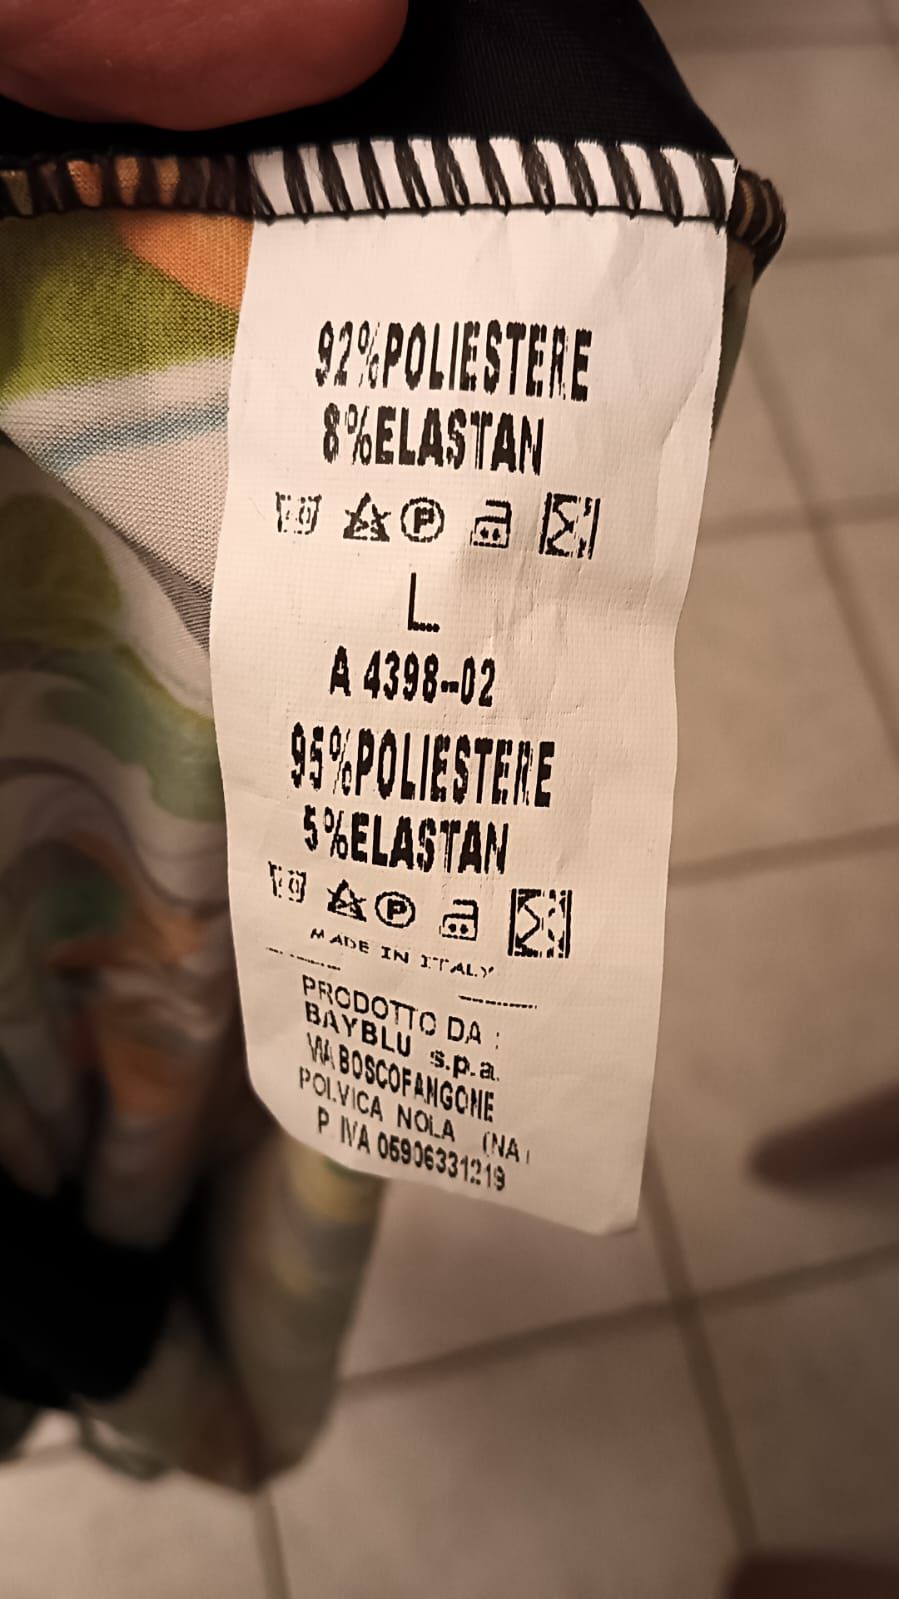 92%POLIESTERE
8%ELASTAN
P
L
A 4398-02
95%POLIESTERE
5%ELASTAN
P
MADE IN ITALY
PRODOTTO DA :
BAYBLU s.p.a.
VIA BOSCOFANGONE
POLVICA NOLA (NA)
P IVA 05906331219